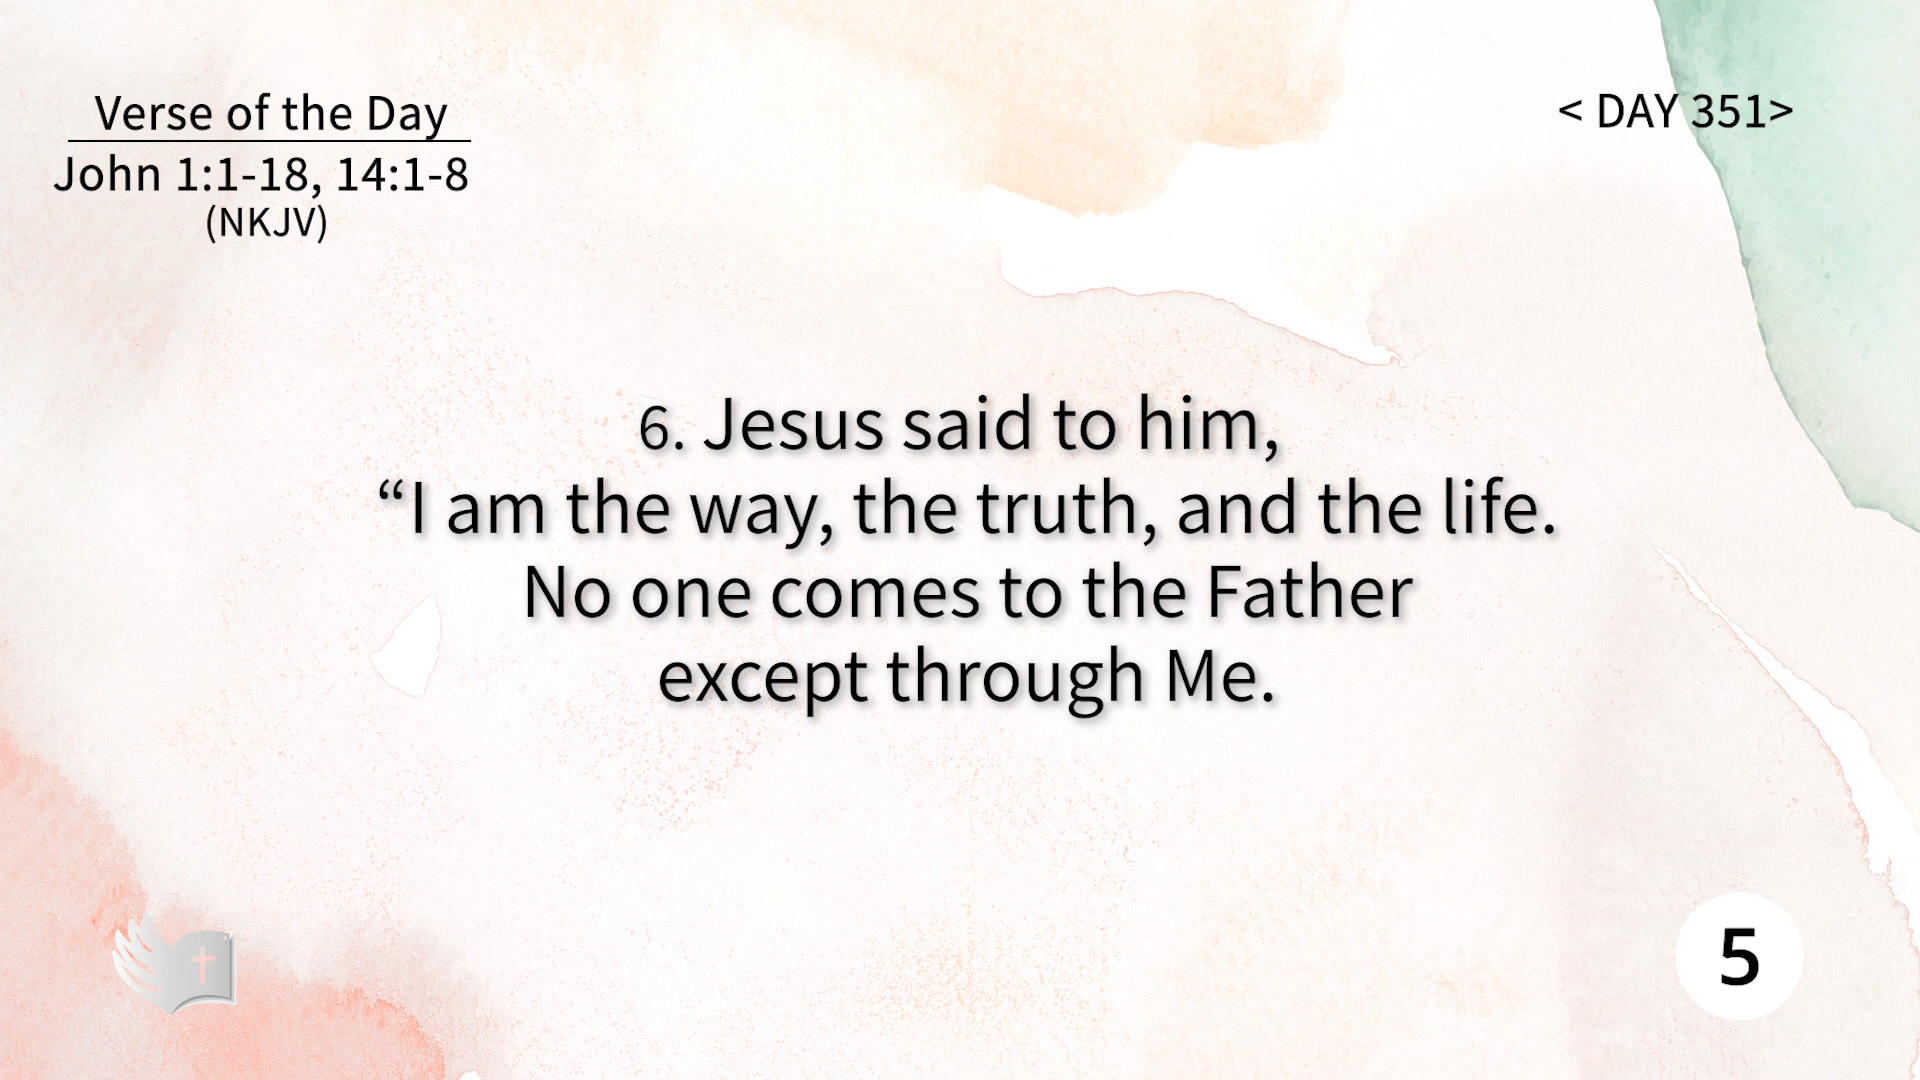 Verse of the Day
John 1:1-18, 14:1-8
(NKJV)
< DAY 351>
6. Jesus said to him,
“I am the way, the truth, and the life.
No one comes to the Father
except through Me.
5